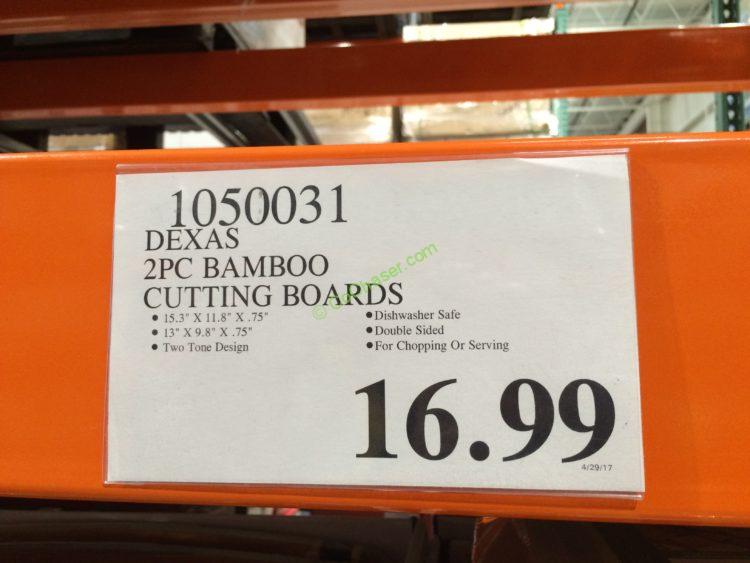 1050031
DEXAS
2PC BAMBOO
CUTTING BOARDS
• 15.3" X 11.8" X .75"
• 13" X 9.8" X .75"
• Two Tone Design
• Dishwasher Safe
• Double Sided
• For Chopping Or Serving
16.99
4/29/17